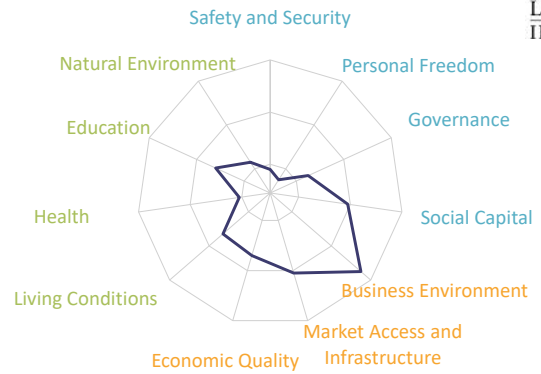 Safety and Security
Personal Freedom
Governance
Social Capital
Business Environment
Market Access and
Infrastructure
Economic Quality
Living Conditions
Health
Education
Natural Environment